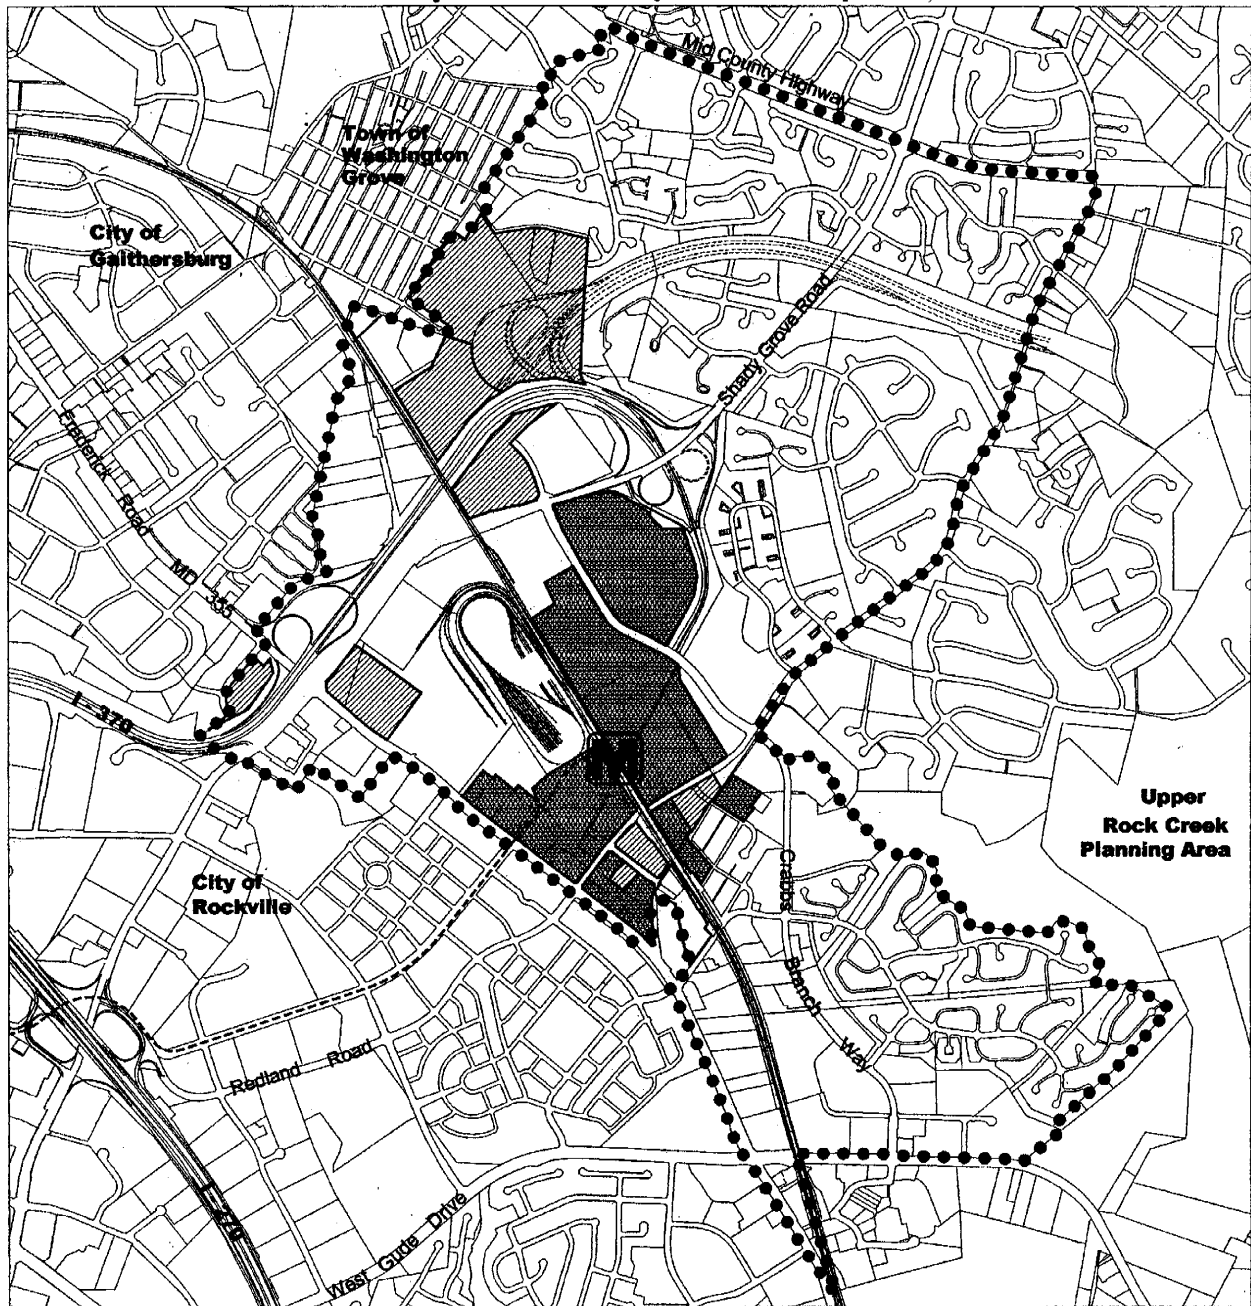 Mid County Highway
Town of
Washington
Grove
City of
Gaithersburg
Shady Grove Road
Frederick Road MD 355
I - 370
M
Upper
Rock Creek
Planning Area
City of
Rockville
Crabbs Branch Way
Redland Road
I - 270
West Gude Drive